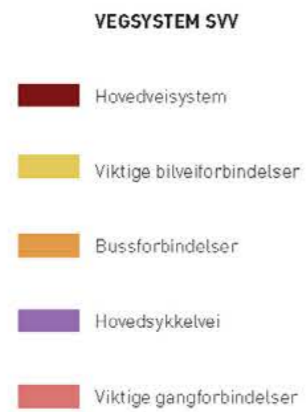 VEGSYSTEM SVV
Hovedveisystem
Viktige bilveiforbindelser
Bussforbindelser
Hovedsykkelvei
Viktige gangforbindelser